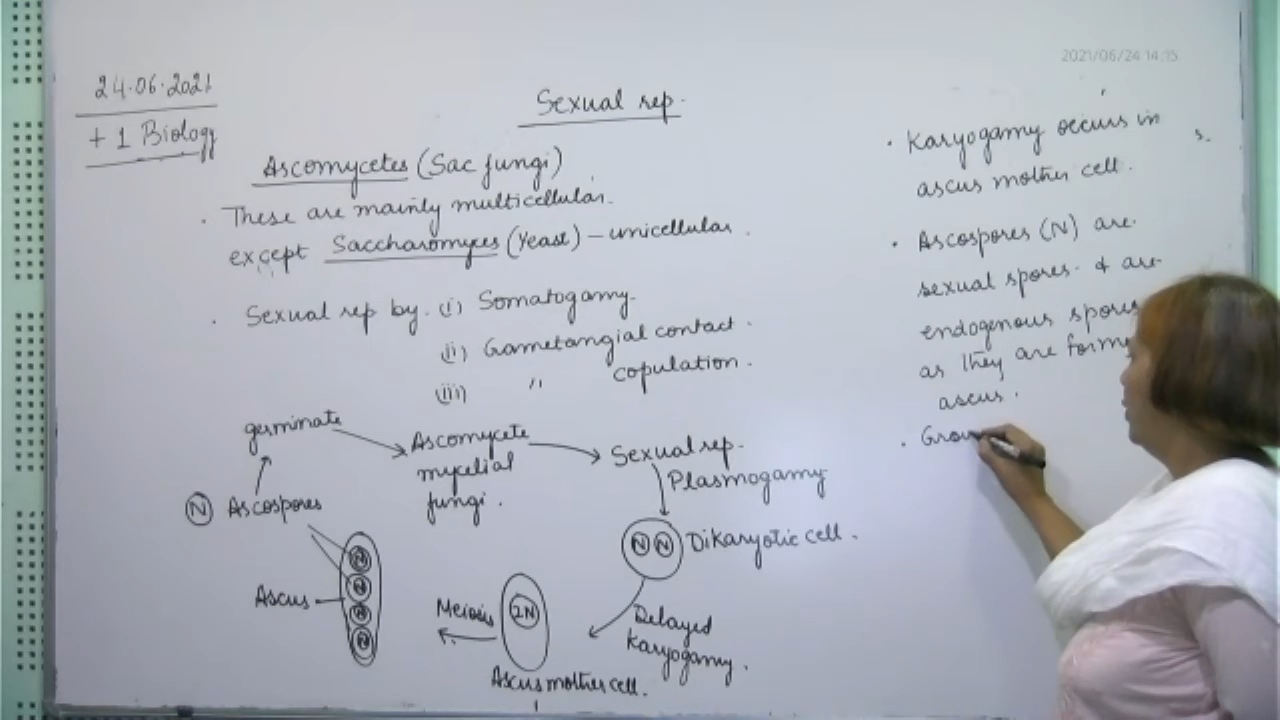 2021/06/24 14:15
24.06.2021
+ 1 Biology
Sexual rep.
Ascomycetes (Sac fungi)
. These are mainly multicellular.
except Saccharomyces (Yeast) - unicellular.
. Sexual rep by. (i) Somatogamy.
(ii) Gametangial contact.
(iii) " copulation.
germinate
Ascomycete
mycelial
fungi.
Sexual rep.
Plasmogamy
N Ascospores
N N Dikaryotic cell.
Ascus
N
N
N
N
Meiosis
2N
Delayed
Karyogamy.
Ascus mother cell.
. Karyogamy occurs in
ascus mother cell.
. Ascospores (N) are
sexual spores. & are
endogenous spores
as they are
ascus.
. Grou